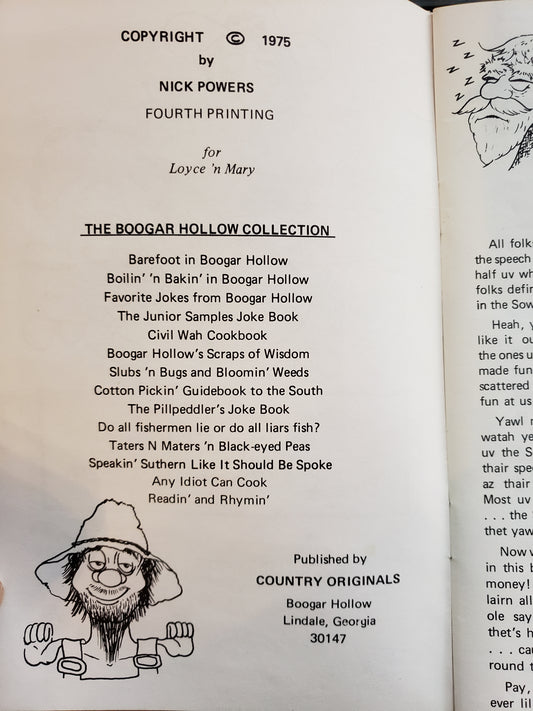 COPYRIGHT © 1975
by
NICK POWERS
FOURTH PRINTING
for
Loyce 'n Mary
THE BOOGAR HOLLOW COLLECTION
Barefoot in Boogar Hollow
Boilin' 'n Bakin' in Boogar Hollow
Favorite Jokes from Boogar Hollow
The Junior Samples Joke Book
Civil Wah Cookbook
Boogar Hollow's Scraps of Wisdom
Slubs 'n Bugs and Bloomin' Weeds
Cotton Pickin' Guidebook to the South
The Pillpeddler's Joke Book
Do all fishermen lie or do all liars fish?
Taters N Maters 'n Black-eyed Peas
Speakin' Suthern Like It Should Be Spoke
Any Idiot Can Cook
Readin' and Rhymin'
Published by
COUNTRY ORIGINALS
Boogar Hollow
Lindale, Georgia
30147
z
z
z
z
z
All folk
the speech
half uv wh
folks defin
in the Sow
Heah, y
like it ou
the ones u
made fun
scattered
fun at us
Yawl
watah ye
uv the S
thair spe
az thair
Most uv
. . . the
thet yaw
Now w
in this b
money!
lairn all
ole say
thet's h
. . . cau
round t
Pay,
ever lil